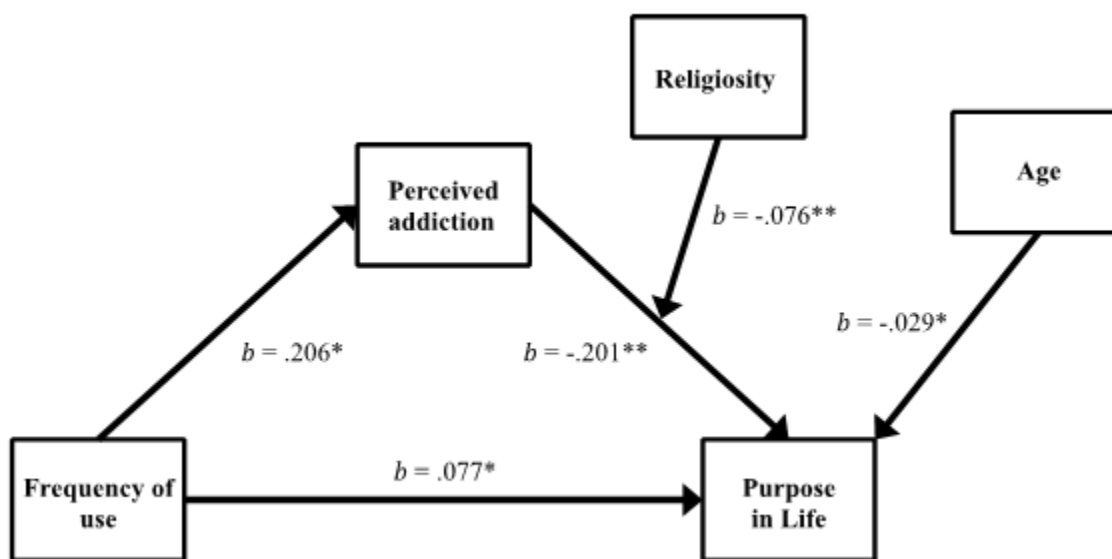 Religiosity
Age
Perceived
addiction
b = -.076**
b = -.029*
b = .206*
b = -.201**
b = .077*
Frequency of
use
Purpose
in Life